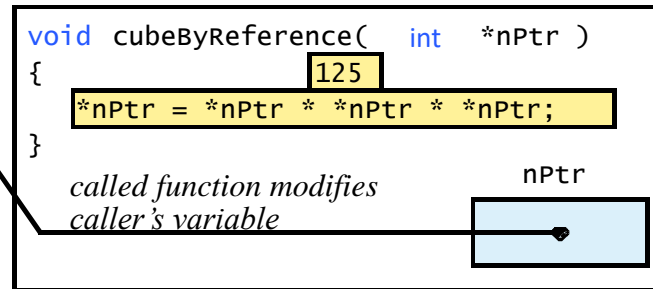 void cubeByReference( int *nPtr )
{
125
*nPtr = *nPtr * *nPtr * *nPtr;
}
called function modifies
caller’s variable
nPtr